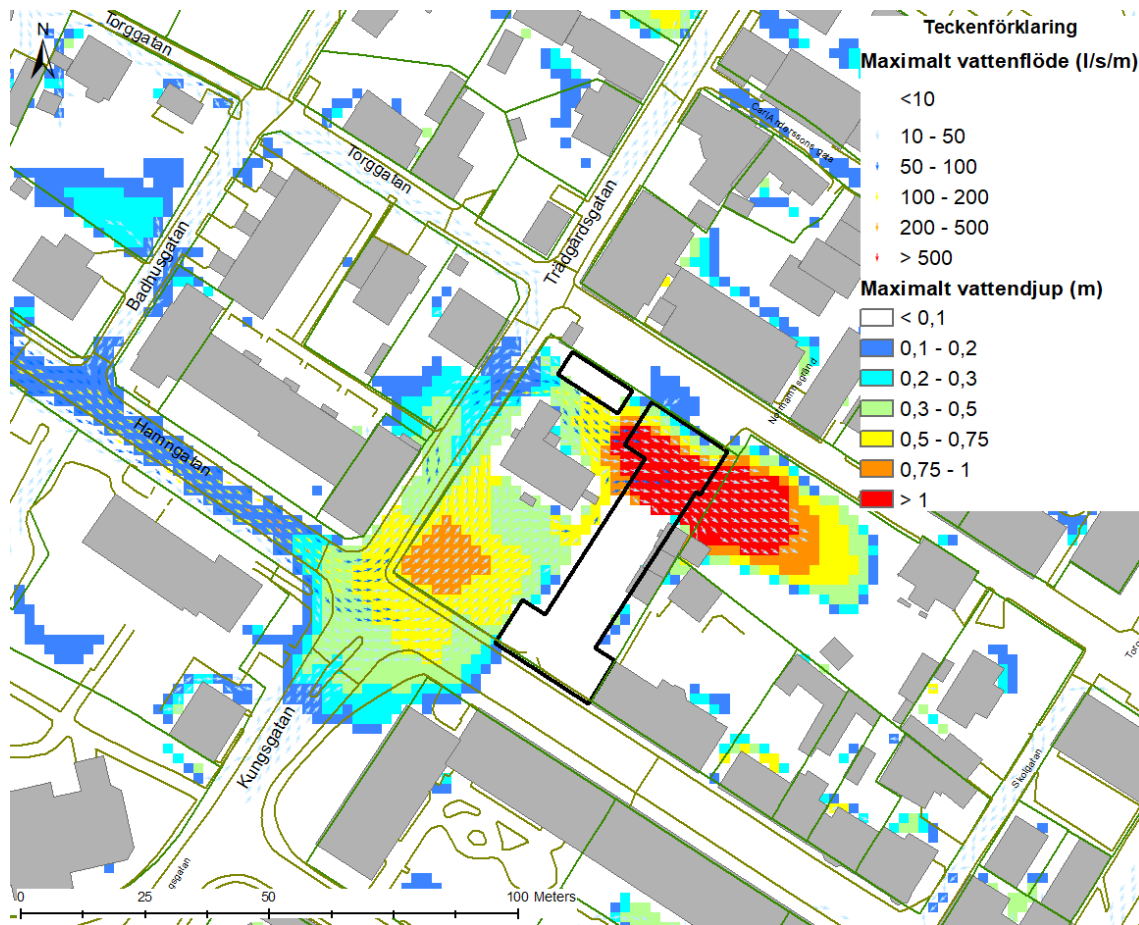 Torggatan
N
Teckenförklaring
Maximalt vattenflöde (l/s/m)
<10
10 - 50
50 - 100
100 - 200
200 - 500
> 500
Maximalt vattendjup (m)
< 0,1
0,1 - 0,2
0,2 - 0,3
0,3 - 0,5
0,5 - 0,75
0,75 - 1
> 1
Torggatan
Trädgårdsgatan
Badhusgatan
Hamngatan
Kungsgatan
Skolgatan
gsgatan
0 25 50 100 Meters